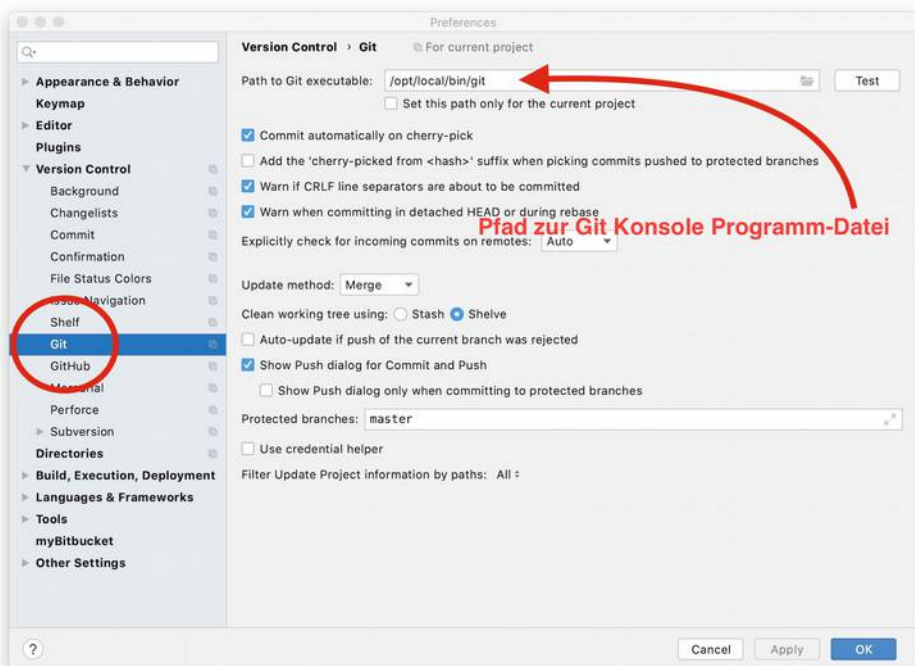 Preferences
Version Control › Git For current project
Appearance & Behavior
Keymap
Editor
Plugins
Version Control
Background
Changelists
Commit
Confirmation
File Status Colors
Issue Navigation
Shelf
Git
GitHub
Mercurial
Perforce
Subversion
Directories
Build, Execution, Deployment
Languages & Frameworks
Tools
myBitbucket
Other Settings
Path to Git executable: /opt/local/bin/git Test
Set this path only for the current project
Commit automatically on cherry-pick
Add the 'cherry-picked from <hash>' suffix when picking commits pushed to protected branches
Warn if CRLF line separators are about to be committed
Warn when committing in detached HEAD or during rebase
Pfad zur Git Konsole Programm-Datei
Explicitly check for incoming commits on remotes: Auto
Update method: Merge
Clean working tree using: Stash Shelve
Auto-update if push of the current branch was rejected
Show Push dialog for Commit and Push
Show Push dialog only when committing to protected branches
Protected branches: master
Use credential helper
Filter Update Project information by paths: All
? Cancel Apply OK